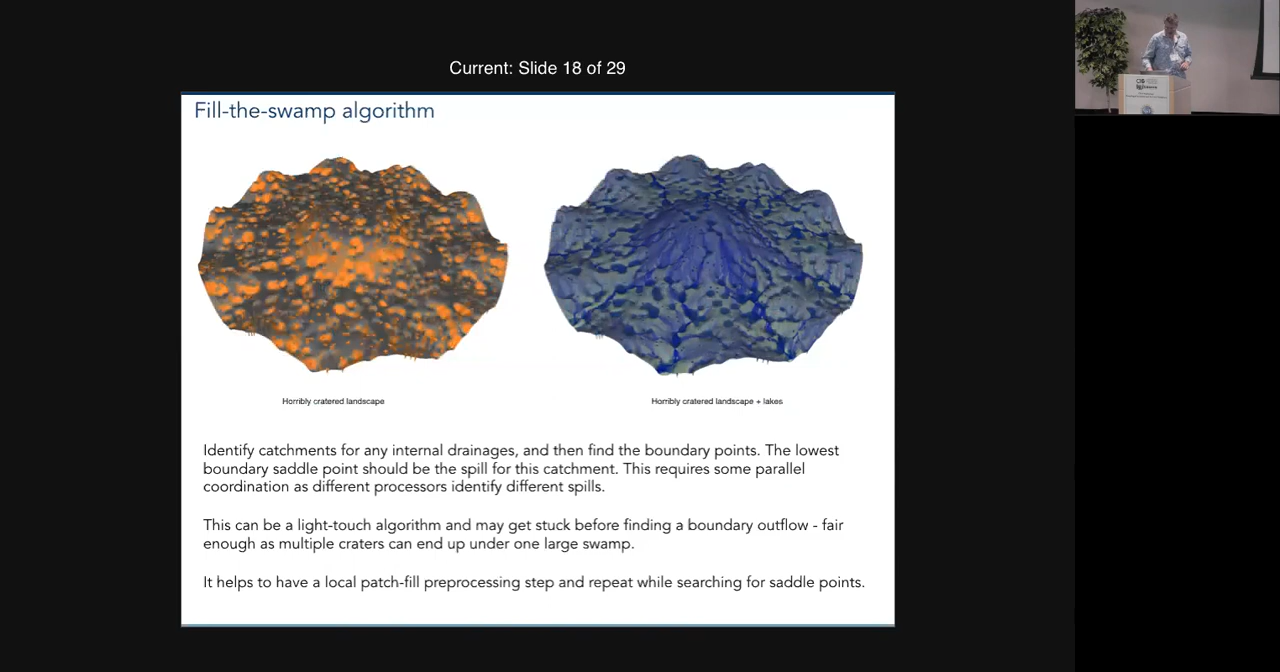 Current: Slide 18 of 29
Fill-the-swamp algorithm
Horribly cratered landscape
Horribly cratered landscape + lakes
Identify catchments for any internal drainages, and then find the boundary points. The lowest
boundary saddle point should be the spill for this catchment. This requires some parallel
coordination as different processors identify different spills.
This can be a light-touch algorithm and may get stuck before finding a boundary outflow - fair
enough as multiple craters can end up under one large swamp.
It helps to have a local patch-fill preprocessing step and repeat while searching for saddle points.